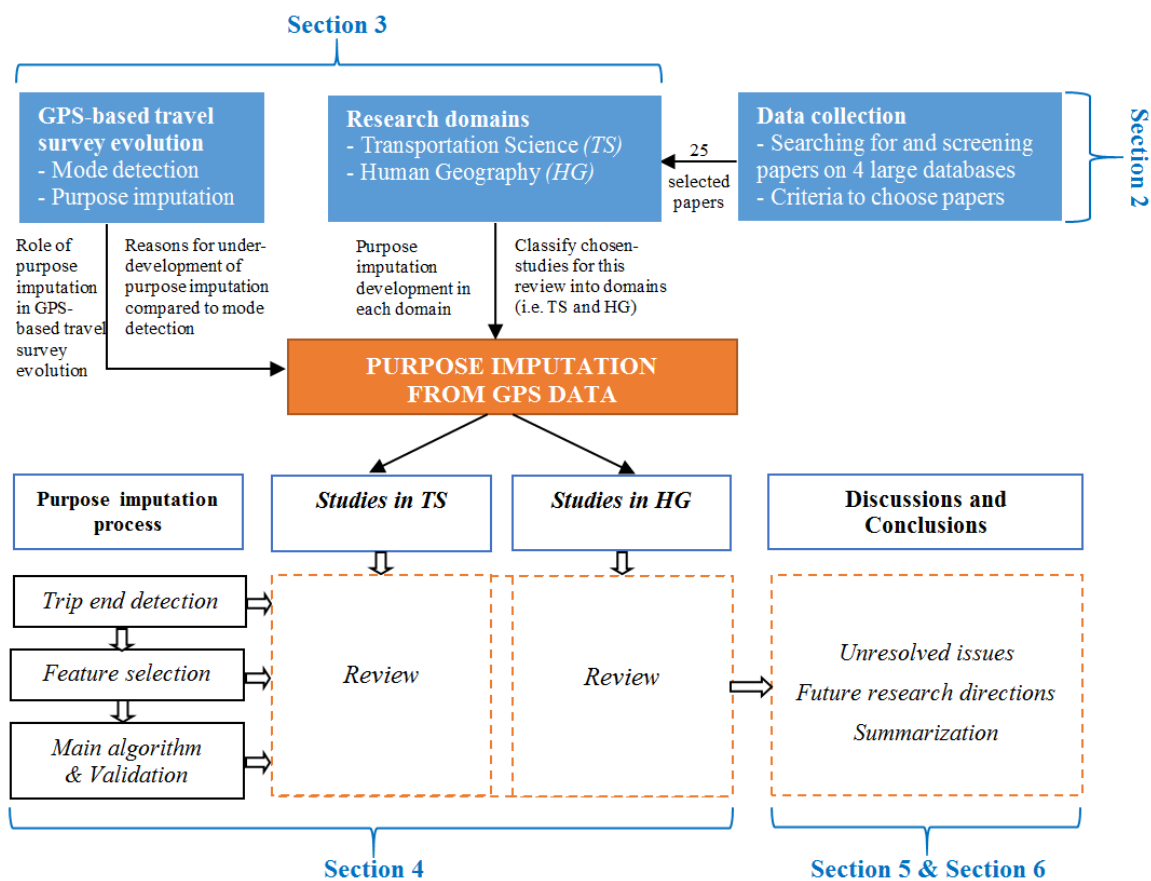 Section 3
GPS-based travel
survey evolution
- Mode detection
- Purpose imputation
Research domains
- Transportation Science (TS)
- Human Geography (HG)
25
selected
papers
Data collection
- Searching for and screening
papers on 4 large databases
- Criteria to choose papers
Section 2
Role of
purpose
imputation
in GPS-
based travel
survey
evolution
Reasons for under-
development of
purpose imputation
compared to mode
detection
Purpose
imputation
development in
each domain
Classify chosen-
studies for this
review into domains
(i.e. TS and HG)
PURPOSE IMPUTATION
FROM GPS DATA
Purpose imputation
process
Studies in TS
Studies in HG
Discussions and
Conclusions
Trip end detection
Feature selection
Main algorithm
& Validation
Review
Review
Unresolved issues
Future research directions
Summarization
Section 4
Section 5 & Section 6